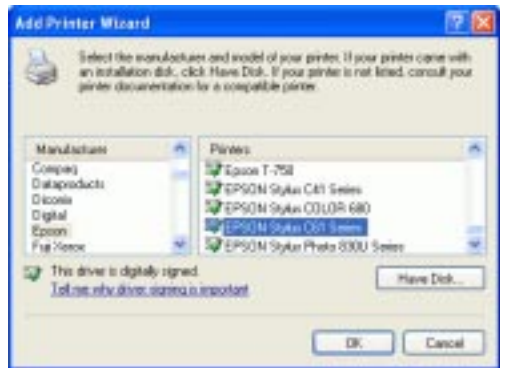 Add Printer Wizard
Select the manufacturer and model of your printer. If your printer came with
an installation disk, click Have Disk. If your printer is not listed, consult your
printer documentation for a compatible printer.
Manufacturer
Compaq
Dataproducts
Diconix
Digital
Epson
Fuji Xerox
Printers
Epson T-750
EPSON Stylus C41 Series
EPSON Stylus COLOR 680
EPSON Stylus C61 Series
EPSON Stylus Photo 830U Series
This driver is digitally signed.
Tell me why driver signing is important
Have Disk...
OK
Cancel